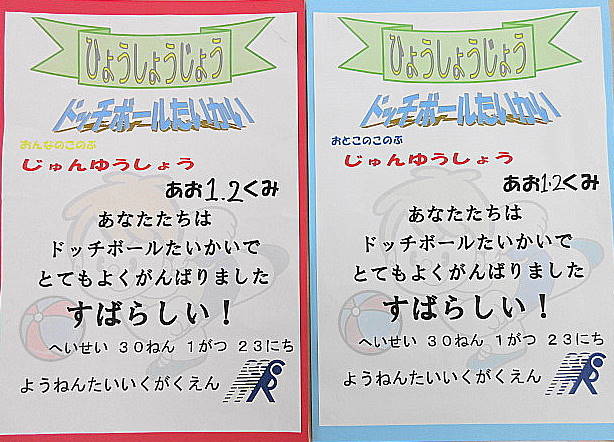 ひょうしょうじょう
ドッチボールたいかい
おんなのこのぶ
じゅんゆうしょう
あお1.2くみ
あなたたちは
ドッチボールたいかいで
とてもよくがんばりました
すばらしい！
へいせい ３０ねん １がつ ２３にち
ようねんたいいくがくえん
ひょうしょうじょう
ドッチボールたいかい
おとこのこのぶ
じゅんゆうしょう
あお1.2くみ
あなたたちは
ドッチボールたいかいで
とてもよくがんばりました
すばらしい！
へいせい ３０ねん １がつ ２３にち
ようねんたいいくがくえん